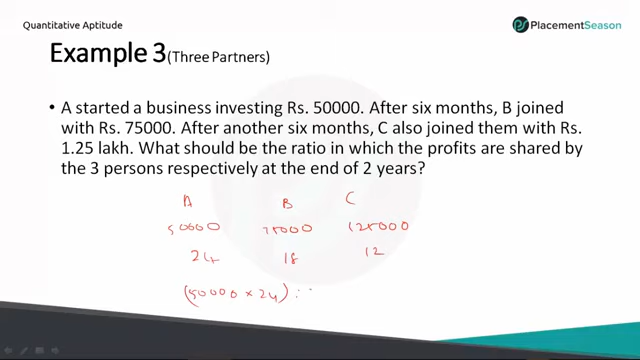 Quantitative Aptitude
PlacementSeason
Example 3(Three Partners)
• A started a business investing Rs. 50000. After six months, B joined
with Rs. 75000. After another six months, C also joined them with Rs.
1.25 lakh. What should be the ratio in which the profits are shared by
the 3 persons respectively at the end of 2 years?
A B C
50000 75000 125000
24 18 12
(50000 × 24) : :